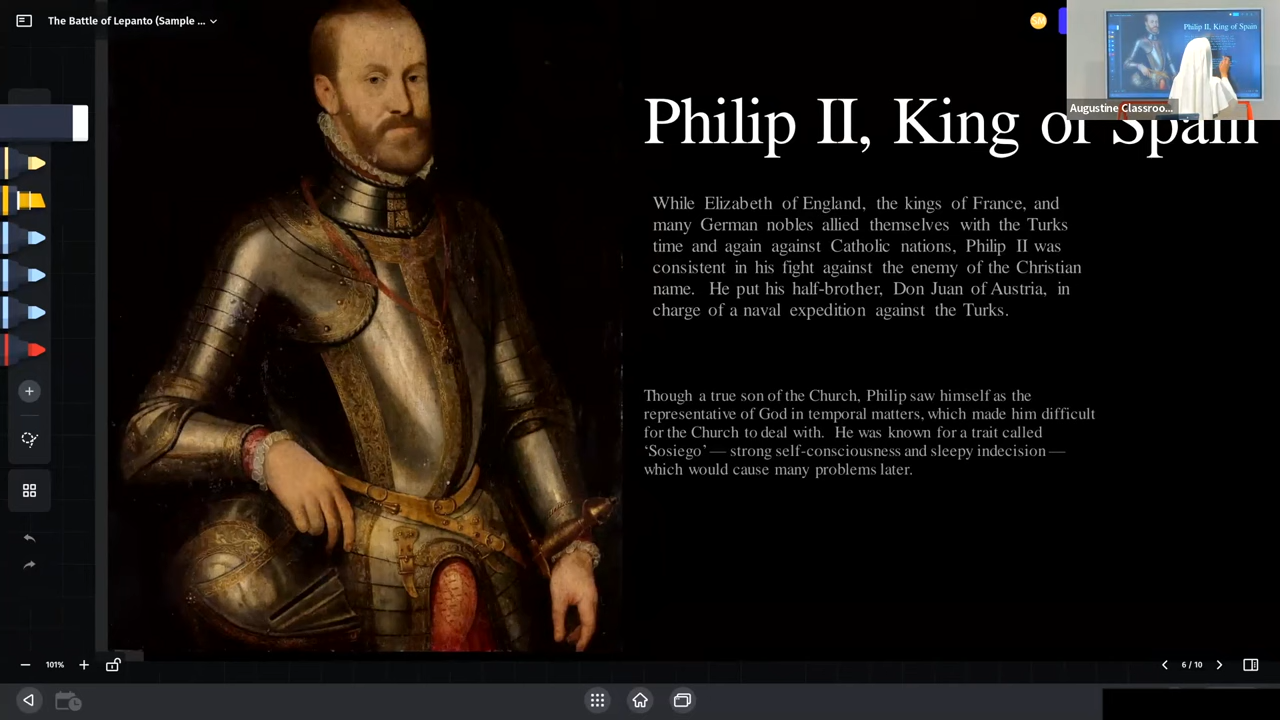 The Battle of Lepanto (Sample ...
SM
Philip II, King of Spain
Augustine Classroo...
Philip II, King of Spain
While Elizabeth of England, the kings of France, and
many German nobles allied themselves with the Turks
time and again against Catholic nations, Philip II was
consistent in his fight against the enemy of the Christian
name. He put his half-brother, Don Juan of Austria, in
charge of a naval expedition against the Turks.
Though a true son of the Church, Philip saw himself as the
representative of God in temporal matters, which made him difficult
for the Church to deal with. He was known for a trait called
‘Sosiego’ — strong self-consciousness and sleepy indecision —
which would cause many problems later.
101%
6 / 10